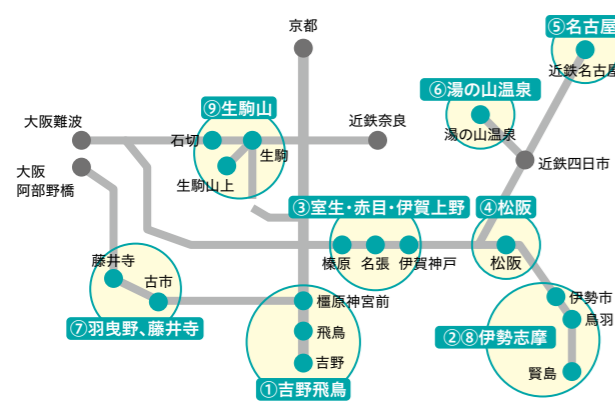 京都
⑤名古屋
近鉄名古屋
⑥湯の山温泉
湯の山温泉
近鉄四日市
⑨生駒山
大阪難波
石切
生駒
近鉄奈良
生駒山上
大阪
阿部野橋
③室生・赤目・伊賀上野
④松阪
榛原
名張
伊賀神戸
松阪
藤井寺
古市
⑦羽曳野、藤井寺
橿原神宮前
飛鳥
吉野
①吉野飛鳥
伊勢市
鳥羽
②⑧伊勢志摩
賢島